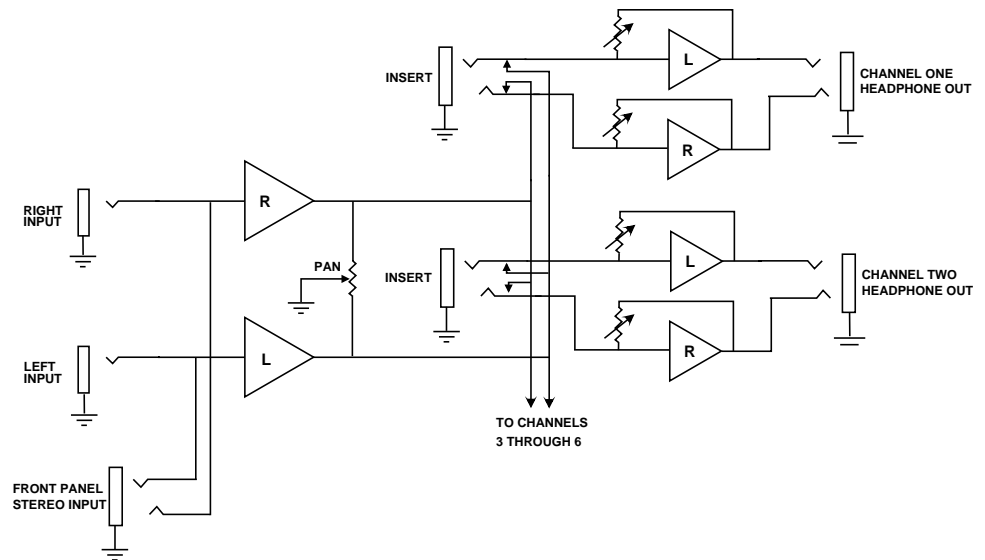 INSERT
L
R
CHANNEL ONE
HEADPHONE OUT
RIGHT
INPUT
R
PAN
INSERT
L
R
CHANNEL TWO
HEADPHONE OUT
LEFT
INPUT
L
TO CHANNELS
3 THROUGH 6
FRONT PANEL
STEREO INPUT